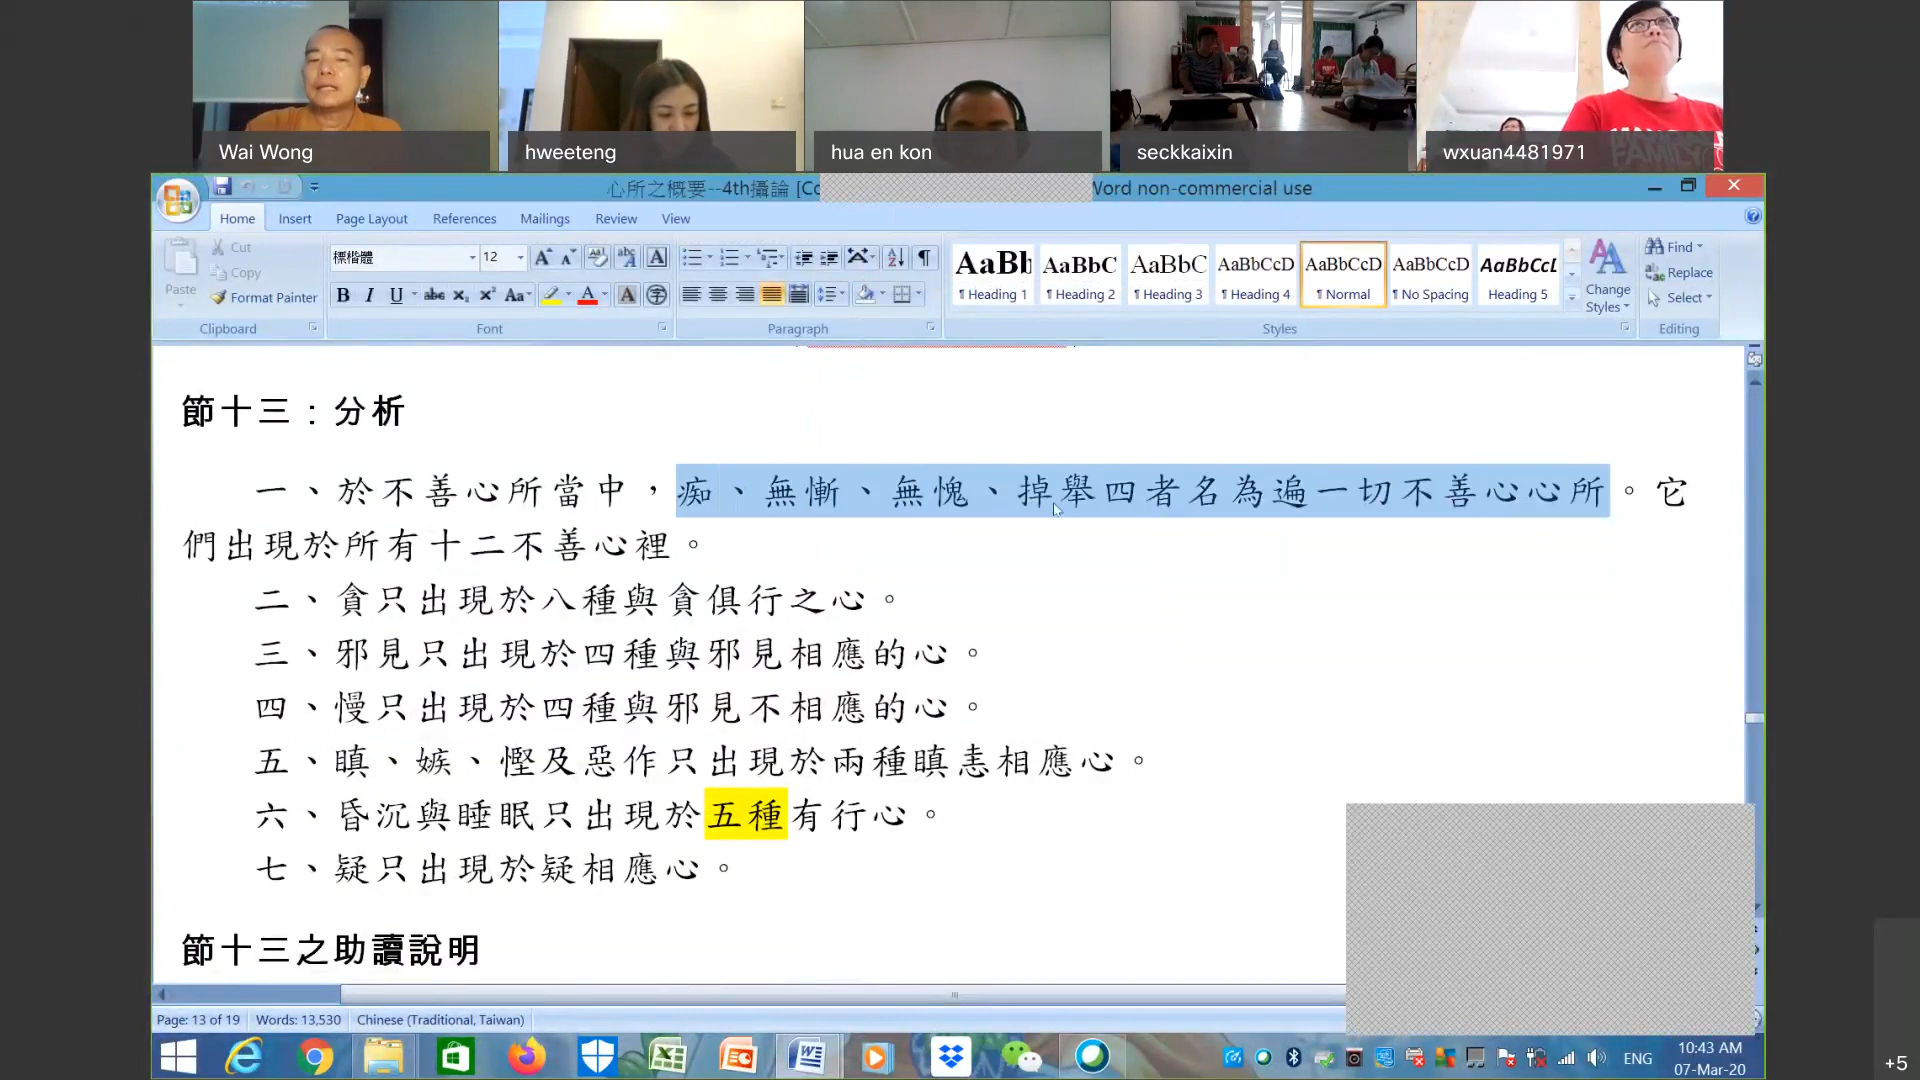 Wai Wong
hweeteng
hua en kon
seckkaixin
wxuan4481971
心所之概要--4th攝論 [Co
Word non-commercial use
Home Insert Page Layout References Mailings Review View
Paste
Cut
Copy
Format Painter
Clipboard
標楷體 12
Font
Paragraph
AaBb AaBbC AaBbC AaBbCcD AaBbCcD AaBbCcD AaBbCcL
¶ Heading 1 ¶ Heading 2 ¶ Heading 3 ¶ Heading 4 ¶ Normal ¶ No Spacing Heading 5
Change
Styles
Styles
Find
Replace
Select
Editing
節十三：分析
一、於不善心所當中，痴、無慚、無愧、掉舉四者名為遍一切不善心心所。它
們出現於所有十二不善心裡。
二、貪只出現於八種與貪俱行之心。
三、邪見只出現於四種與邪見相應的心。
四、慢只出現於四種與邪見不相應的心。
五、瞋、嫉、慳及惡作只出現於兩種瞋恚相應心。
六、昏沉與睡眠只出現於五種有行心。
七、疑只出現於疑相應心。
節十三之助讀說明
Page: 13 of 19 Words: 13,530 Chinese (Traditional, Taiwan)
ENG
10:43 AM
07-Mar-20
+5